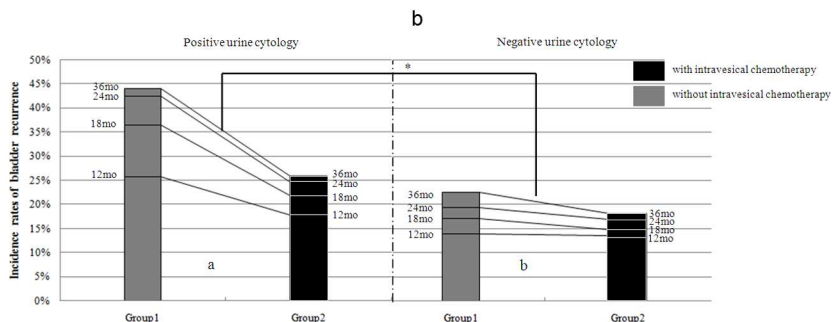 b
Positive urine cytology
Negative urine cytology
50%
45%
40%
35%
30%
25%
20%
15%
10%
5%
0%
Incidence rates of bladder recurrence
*
with intravesical chemotherapy
without intravesical chemotherapy
36mo
24mo
18mo
12mo
36mo
24mo
18mo
12mo
36mo
24mo
18mo
12mo
36mo
24mo
18mo
12mo
a
b
Group1
Group2
Group1
Group2